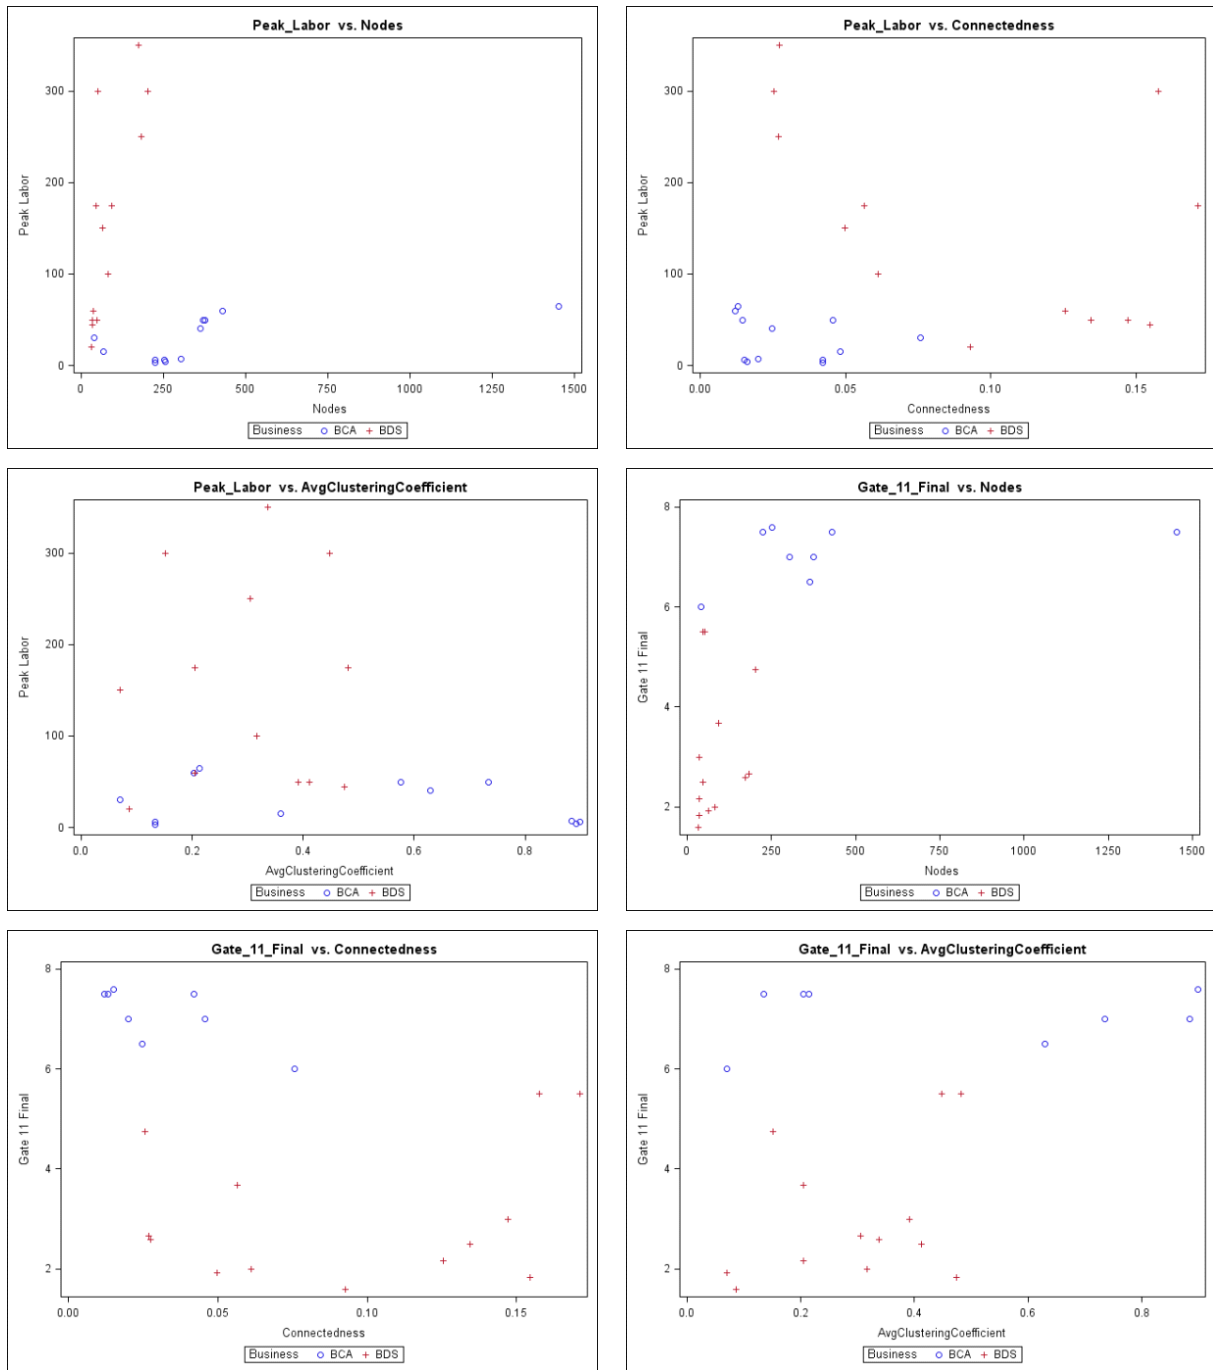 Peak_Labor vs. Nodes
Peak Labor
300
200
100
0
0 250 500 750 1000 1250 1500
Nodes
Business BCA BDS
Peak_Labor vs. Connectedness
Peak Labor
300
200
100
0
0.00 0.05 0.10 0.15
Connectedness
Business BCA BDS
Peak_Labor vs. AvgClusteringCoefficient
Peak Labor
300
200
100
0
0.0 0.2 0.4 0.6 0.8
AvgClusteringCoefficient
Business BCA BDS
Gate_11_Final vs. Nodes
Gate 11 Final
8
6
4
2
0 250 500 750 1000 1250 1500
Nodes
Business BCA BDS
Gate_11_Final vs. Connectedness
Gate 11 Final
8
6
4
2
0.00 0.05 0.10 0.15
Connectedness
Business BCA BDS
Gate_11_Final vs. AvgClusteringCoefficient
Gate 11 Final
8
6
4
2
0.0 0.2 0.4 0.6 0.8
AvgClusteringCoefficient
Business BCA BDS